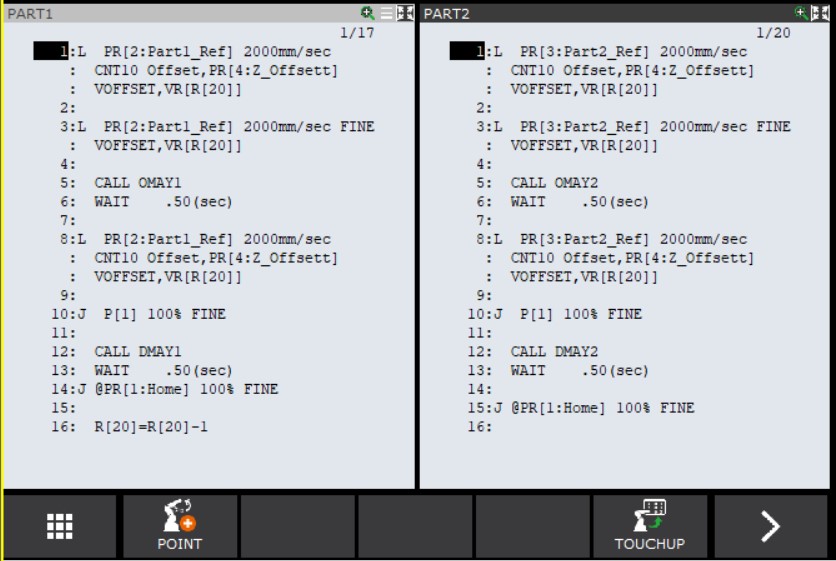 PART1
1/17
1:L PR[2:Part1_Ref] 2000mm/sec
: CNT10 Offset,PR[4:Z_Offsett]
: VOFFSET,VR[R[20]]
2:
3:L PR[2:Part1_Ref] 2000mm/sec FINE
: VOFFSET,VR[R[20]]
4:
5: CALL OMAY1
6: WAIT .50(sec)
7:
8:L PR[2:Part1_Ref] 2000mm/sec
: CNT10 Offset,PR[4:Z_Offsett]
: VOFFSET,VR[R[20]]
9:
10:J P[1] 100% FINE
11:
12: CALL DMAY1
13: WAIT .50(sec)
14:J @PR[1:Home] 100% FINE
15:
16: R[20]=R[20]-1
PART2
1/20
1:L PR[3:Part2_Ref] 2000mm/sec
: CNT10 Offset,PR[4:Z_Offsett]
: VOFFSET,VR[R[20]]
2:
3:L PR[3:Part2_Ref] 2000mm/sec FINE
: VOFFSET,VR[R[20]]
4:
5: CALL OMAY2
6: WAIT .50(sec)
7:
8:L PR[3:Part2_Ref] 2000mm/sec
: CNT10 Offset,PR[4:Z_Offsett]
: VOFFSET,VR[R[20]]
9:
10:J P[1] 100% FINE
11:
12: CALL DMAY2
13: WAIT .50(sec)
14:
15:J @PR[1:Home] 100% FINE
16:
POINT
TOUCHUP